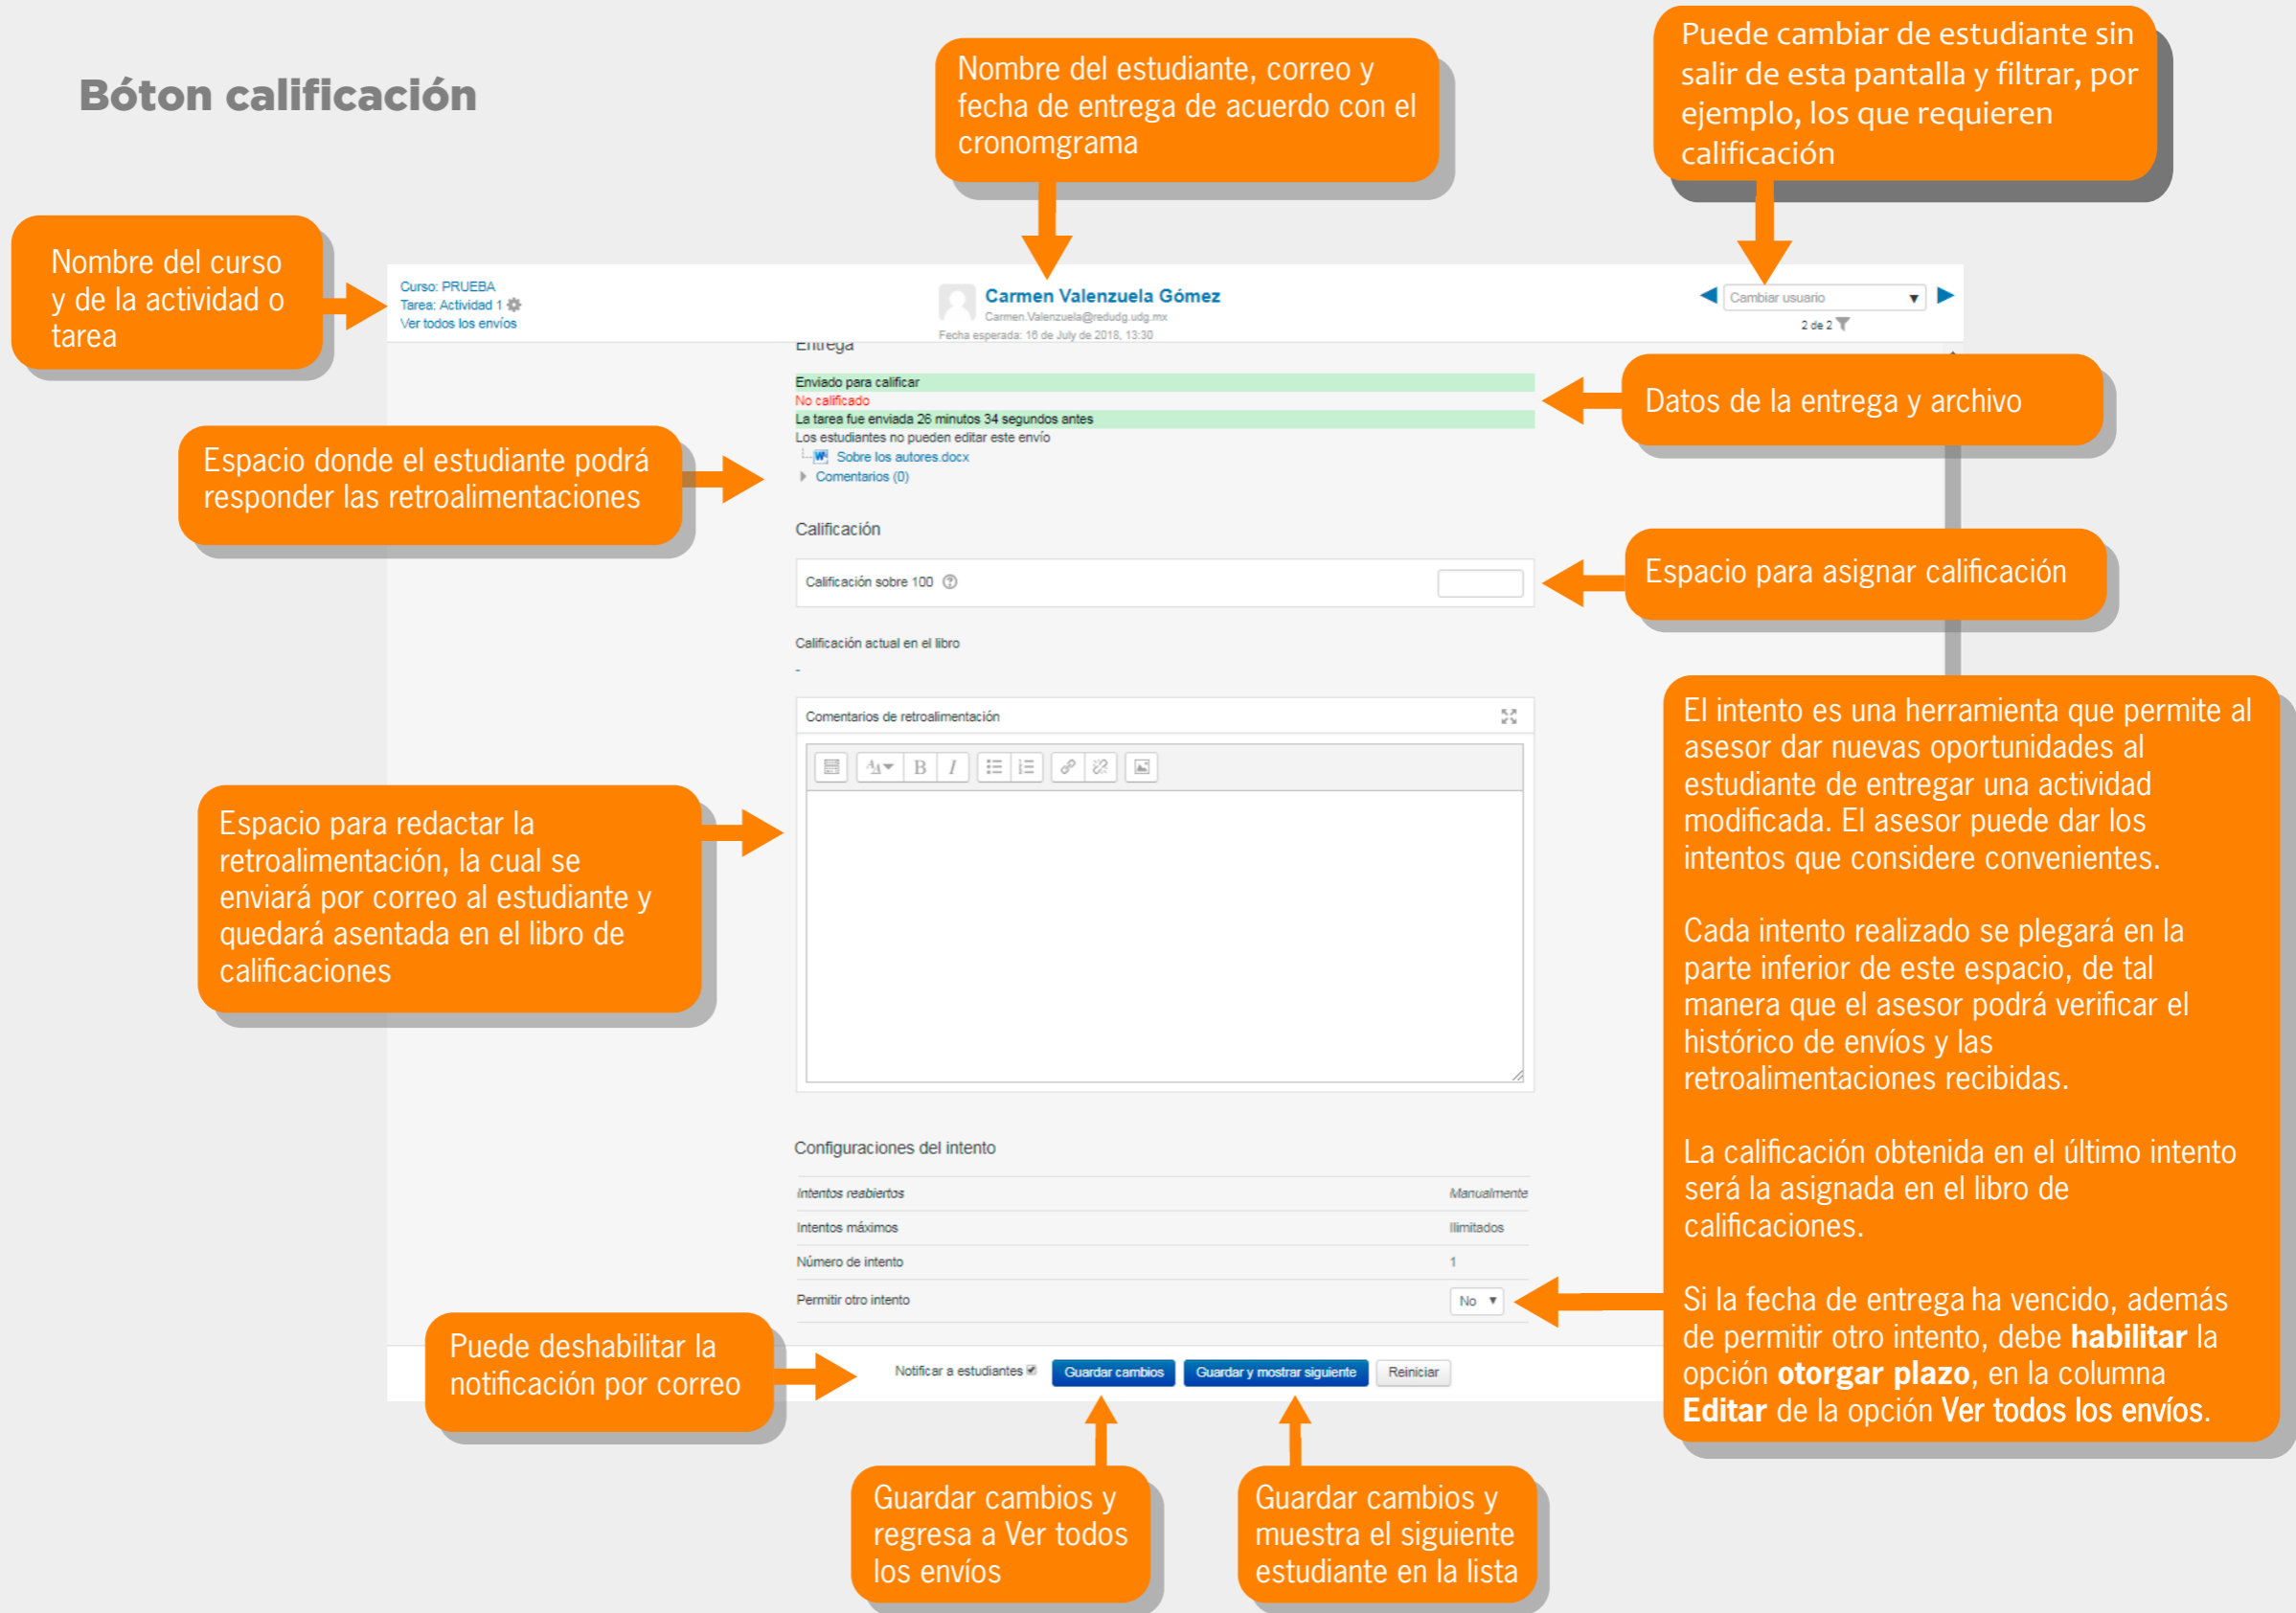 Bóton calificación
Nombre del estudiante, correo y
fecha de entrega de acuerdo con el
cronomgrama
Puede cambiar de estudiante sin
salir de esta pantalla y filtrar, por
ejemplo, los que requieren
calificación
Nombre del curso
y de la actividad o
tarea
Curso: PRUEBA
Tarea: Actividad 1
Ver todos los envíos
Carmen Valenzuela Gómez
Carmen.Valenzuela@redudg.udg.mx
Fecha esperada: 16 de July de 2018, 13:30
Cambiar usuario
2 de 2
Entrega
Enviado para calificar
No calificado
La tarea fue enviada 26 minutos 34 segundos antes
Los estudiantes no pueden editar este envío
Sobre los autores.docx
Comentarios (0)
Datos de la entrega y archivo
Espacio donde el estudiante podrá
responder las retroalimentaciones
Calificación
Calificación sobre 100
Espacio para asignar calificación
Calificación actual en el libro
-
Comentarios de retroalimentación
Espacio para redactar la
retroalimentación, la cual se
enviará por correo al estudiante y
quedará asentada en el libro de
calificaciones
El intento es una herramienta que permite al
asesor dar nuevas oportunidades al
estudiante de entregar una actividad
modificada. El asesor puede dar los
intentos que considere convenientes.
Cada intento realizado se plegará en la
parte inferior de este espacio, de tal
manera que el asesor podrá verificar el
histórico de envíos y las
retroalimentaciones recibidas.
La calificación obtenida en el último intento
será la asignada en el libro de
calificaciones.
Si la fecha de entrega ha vencido, además
de permitir otro intento, debe habilitar la
opción otorgar plazo, en la columna
Editar de la opción Ver todos los envíos.
Configuraciones del intento
Intentos reabiertos Manualmente
Intentos máximos Ilimitados
Número de intento 1
Permitir otro intento No
Puede deshabilitar la
notificación por correo
Notificar a estudiantes Guardar cambios Guardar y mostrar siguiente Reiniciar
Guardar cambios y
regresa a Ver todos
los envíos
Guardar cambios y
muestra el siguiente
estudiante en la lista